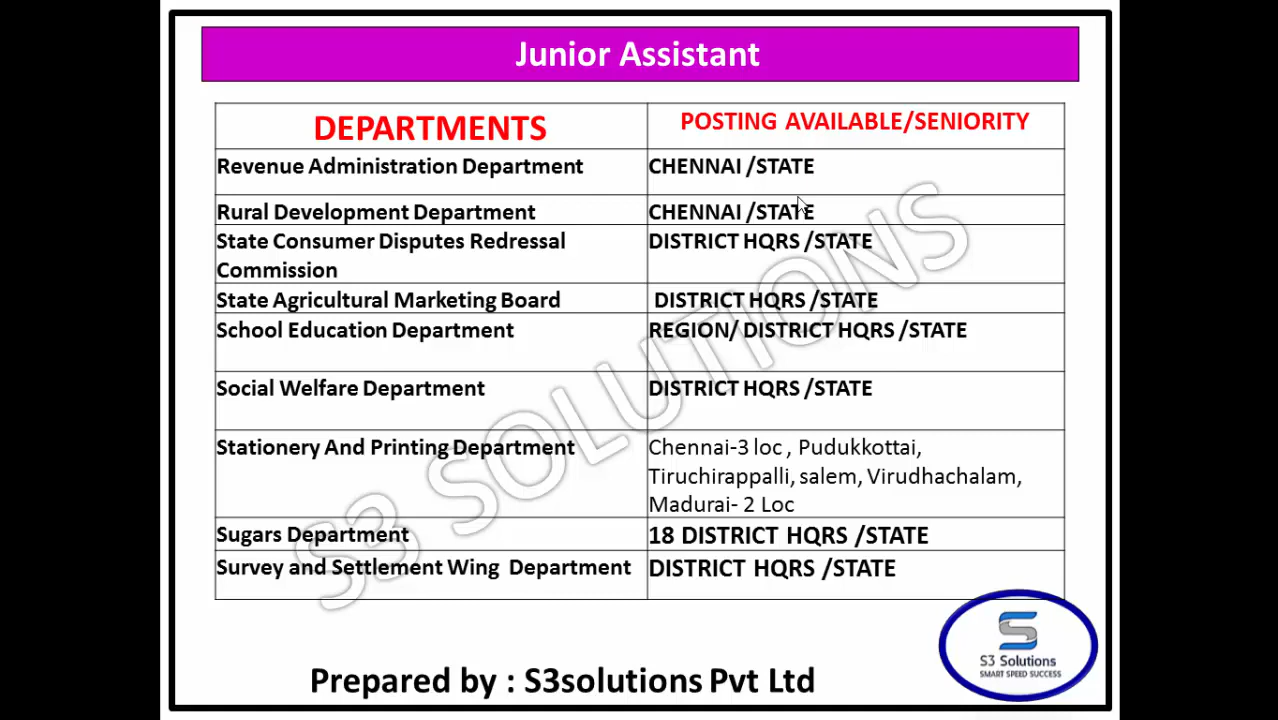 Junior Assistant
DEPARTMENTS
POSTING AVAILABLE/SENIORITY
Revenue Administration Department
CHENNAI /STATE
Rural Development Department
CHENNAI /STATE
State Consumer Disputes Redressal
Commission
DISTRICT HQRS /STATE
State Agricultural Marketing Board
DISTRICT HQRS /STATE
School Education Department
REGION/ DISTRICT HQRS /STATE
Social Welfare Department
DISTRICT HQRS /STATE
Stationery And Printing Department
Chennai-3 loc , Pudukkottai,
Tiruchirappalli, salem, Virudhachalam,
Madurai- 2 Loc
Sugars Department
18 DISTRICT HQRS /STATE
Survey and Settlement Wing Department
DISTRICT HQRS /STATE
S3 SOLUTIONS
Prepared by : S3solutions Pvt Ltd
S3 Solutions
SMART SPEED SUCCESS